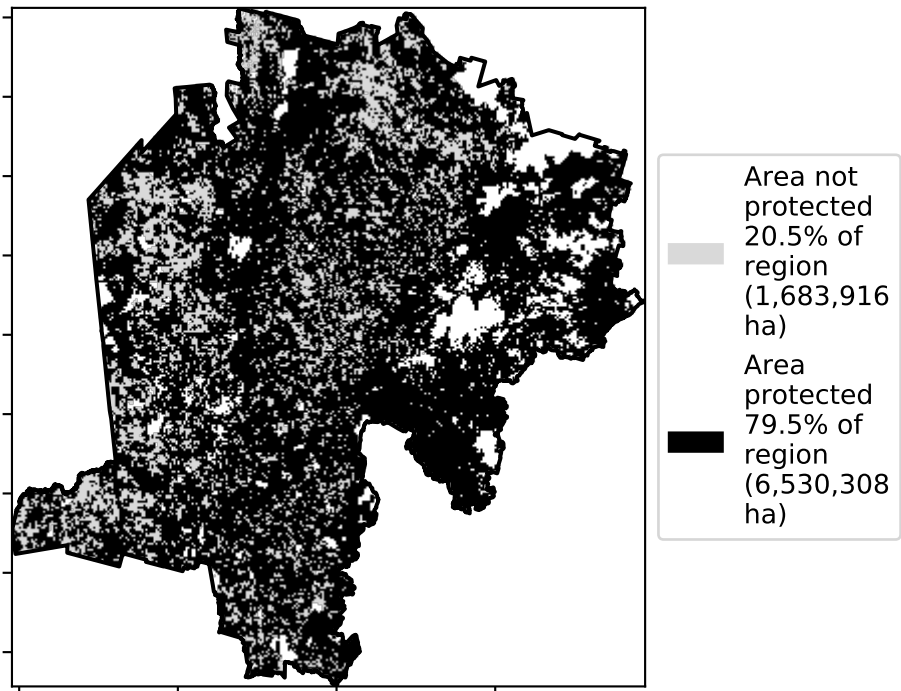 Area not
protected
20.5% of
region
(1,683,916
ha)
Area
protected
79.5% of
region
(6,530,308
ha)